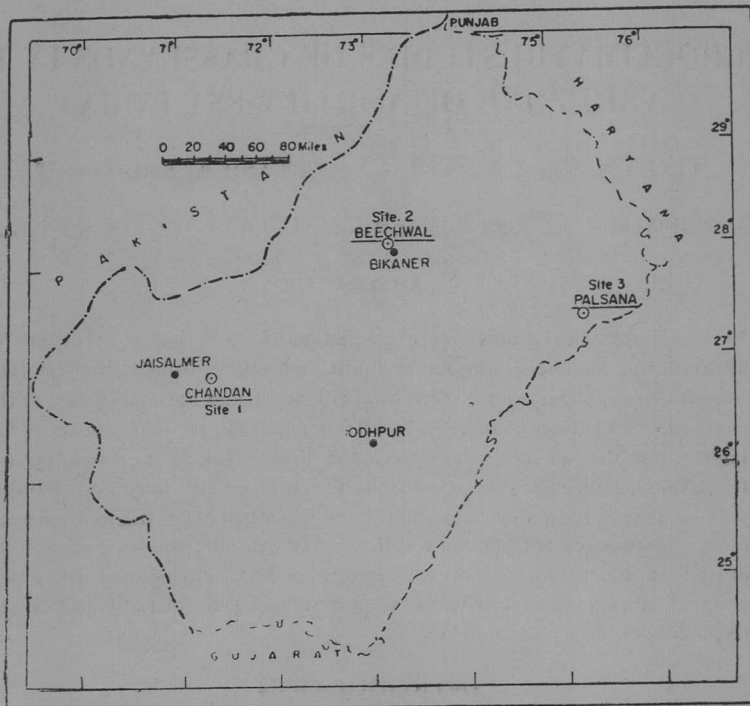 PUNJAB
70°
71°
72°
73°
75°
76°
HARYANA
29°
0 20 40 60 80 Miles
PAKISTAN
Site. 2
BEECHWAL
BIKANER
28°
Site 3
PALSANA
27°
JAISALMER
CHANDAN
Site 1
ODHPUR
26°
25°
GUJARAT